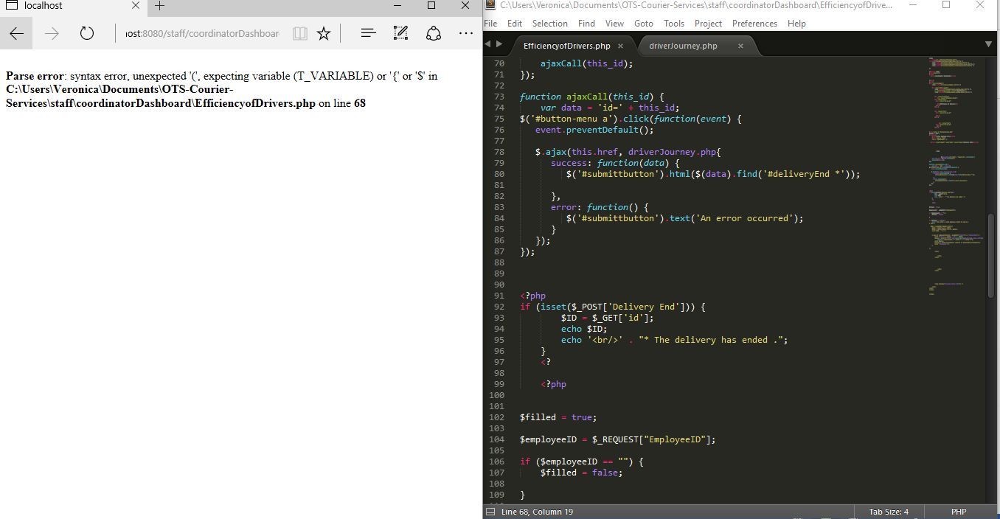 localhost
ost:8080/staff/coordinatorDashboar
Parse error: syntax error, unexpected '(', expecting variable (T_VARIABLE) or '{' or '$' in
C:\Users\Veronica\Documents\OTS-Courier-
Services\staff\coordinatorDashboard\EfficiencyofDrivers.php on line 68
C:\Users\Veronica\Documents\OTS-Courier-Services\staff\coordinatorDashboard\EfficiencyofDrive...
File Edit Selection Find View Goto Tools Project Preferences Help
EfficiencyofDrivers.php driverJourney.php
70 ajaxCall(this_id);
71 });
72
73 function ajaxCall(this_id) {
74 var data = 'id=' + this_id;
75 $('#button-menu a').click(function(event) {
76 event.preventDefault();
77
78 $.ajax(this.href, driverJourney.php{
79 success: function(data) {
80 $('#submittbutton').html($(data).find('#deliveryEnd *'));
81
82 },
83 error: function() {
84 $('#submittbutton').text('An error occurred');
85 }
86 });
87 });
88
89
90
91 <?php
92 if (isset($_POST['Delivery End'])) {
93 $ID = $_GET['id'];
94 echo $ID;
95 echo '<br/>' . "* The delivery has ended .";
96 }
97 <?
98
99 <?php
100
101
102 $filled = true;
103
104 $employeeID = $_REQUEST["EmployeeID"];
105
106 if ($employeeID == "") {
107 $filled = false;
108
109 }
Line 68, Column 19 Tab Size: 4 PHP